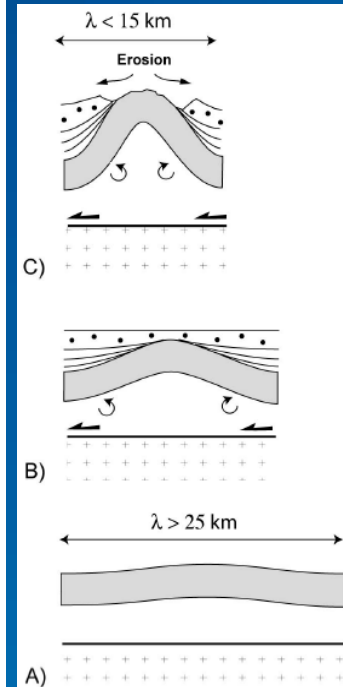 λ < 15 km
Erosion
C)
B)
λ > 25 km
A)